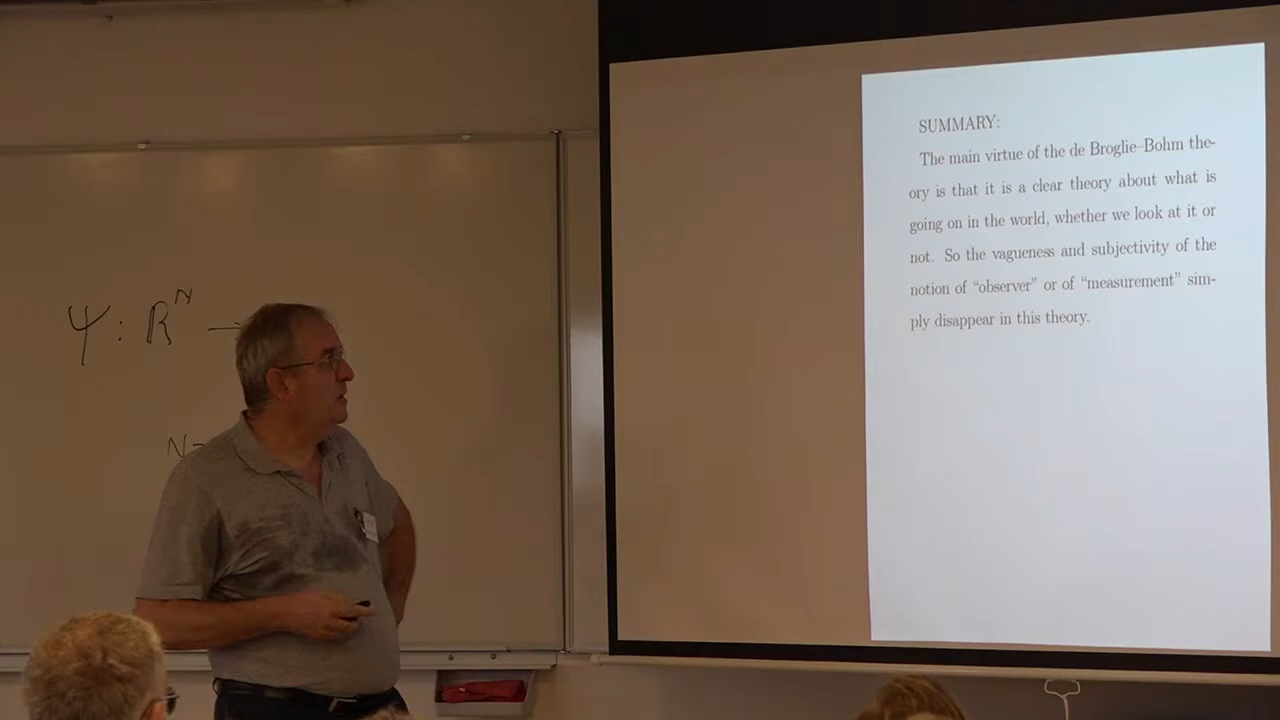 Ψ : R^N →
N=
SUMMARY:
The main virtue of the de Broglie–Bohm the-
ory is that it is a clear theory about what is
going on in the world, whether we look at it or
not. So the vagueness and subjectivity of the
notion of “observer” or of “measurement” sim-
ply disappear in this theory.